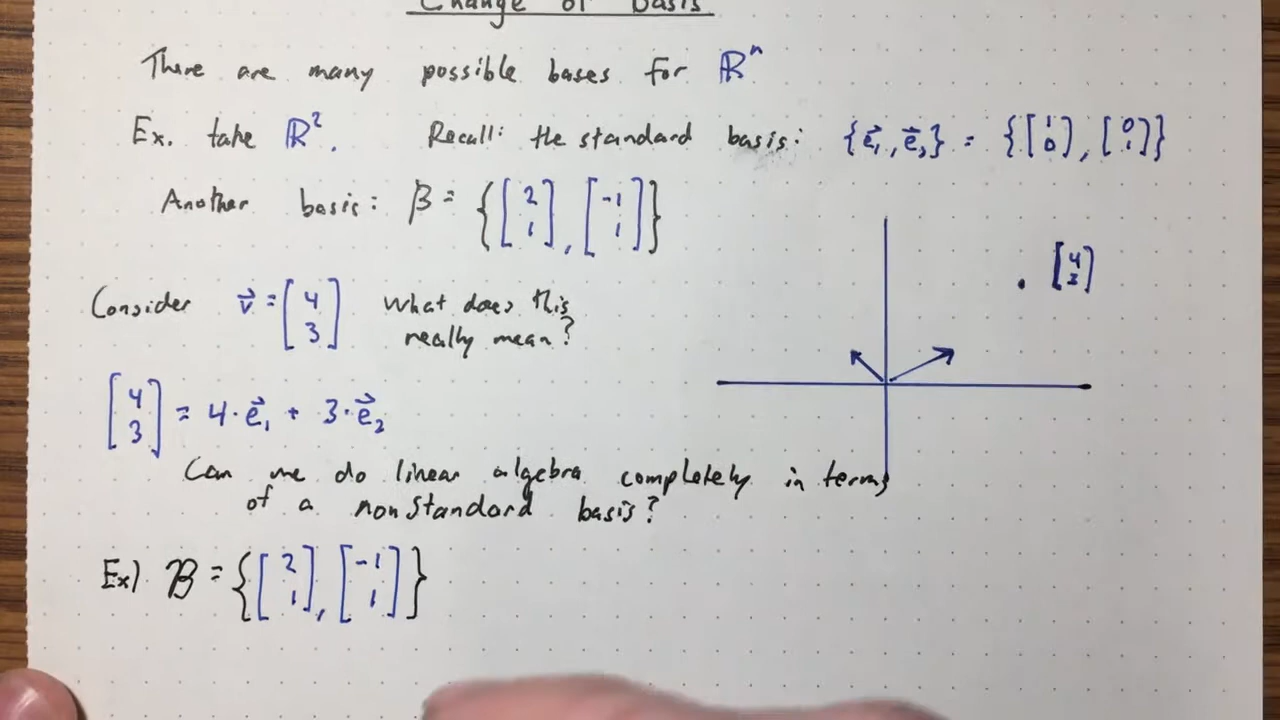 Change of Basis
There are many possible bases for ℝⁿ
Ex. take ℝ². Recall: the standard basis: {e⃗₁, e⃗₂} = {[1 0], [0 1]}
Another basis: β = {[2 1], [-1 1]}
[4 3]
Consider v⃗ = [4 3] what does this
really mean?
[4 3] = 4·e⃗₁ + 3·e⃗₂
Can we do linear algebra completely in terms
of a nonstandard basis?
Ex) B = {[2 1], [-1 1]}